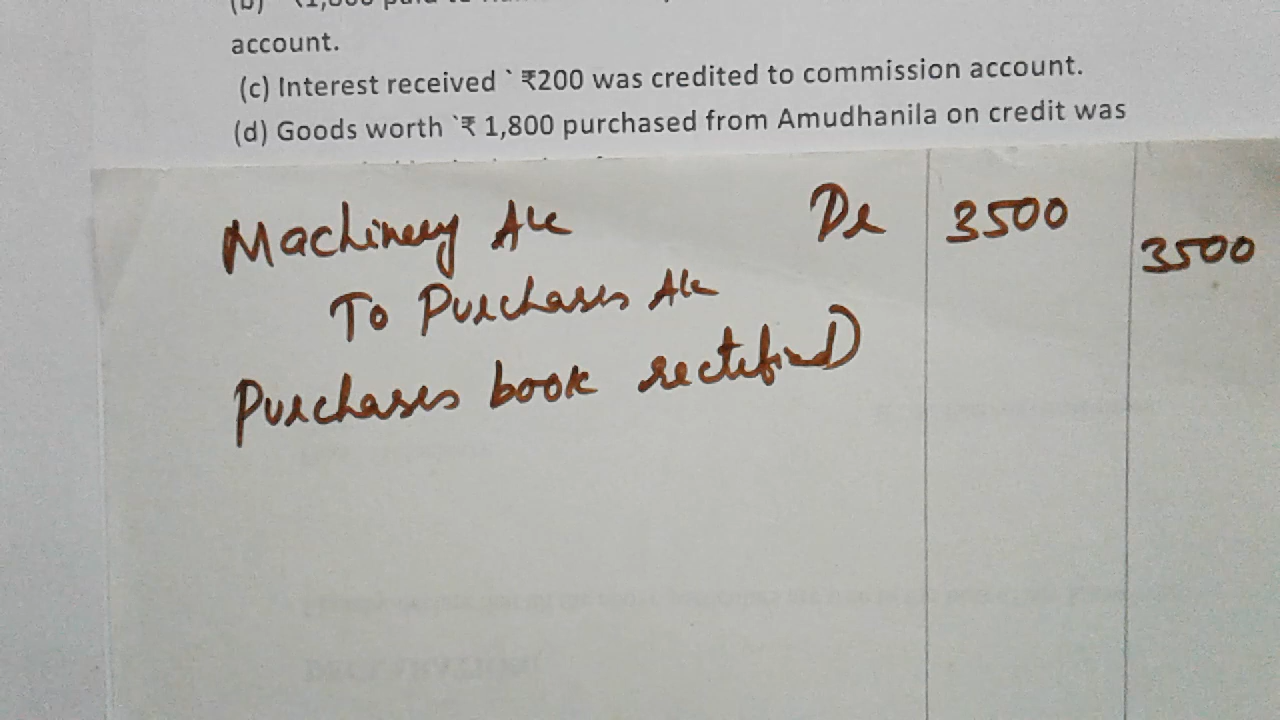 account.
(c) Interest received ` ₹200 was credited to commission account.
(d) Goods worth `₹ 1,800 purchased from Amudhanila on credit was
Machinery A/c Dr 3500
3500
To Purchases A/c
Purchases book rectified